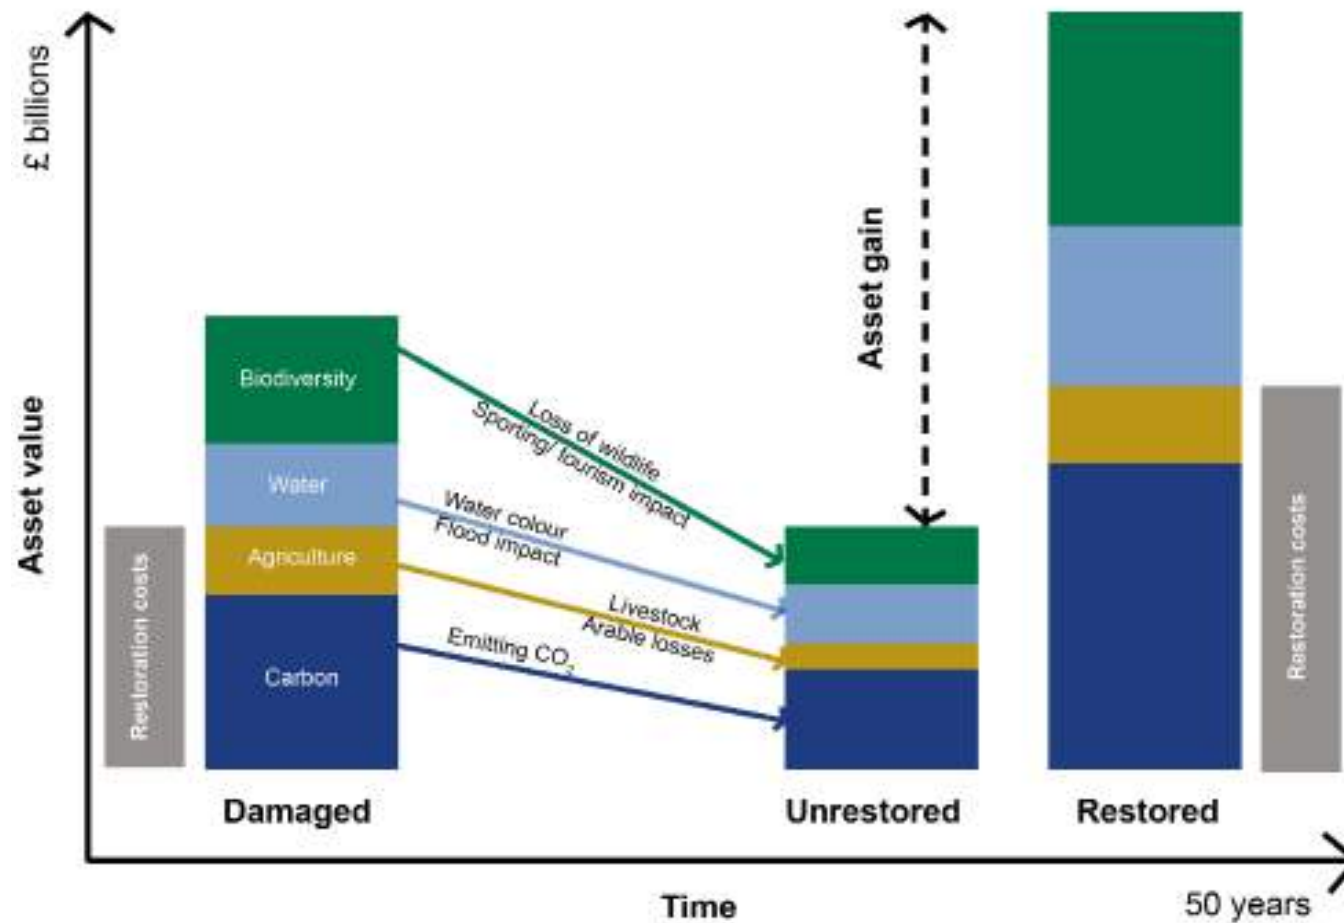 £ billions
Asset value
Restoration costs
Biodiversity
Water
Agriculture
Carbon
Loss of wildlife
Sporting/ tourism impact
Water colour
Flood impact
Livestock
Arable losses
Emitting CO₂
Asset gain
Restoration costs
Damaged
Unrestored
Restored
Time
50 years